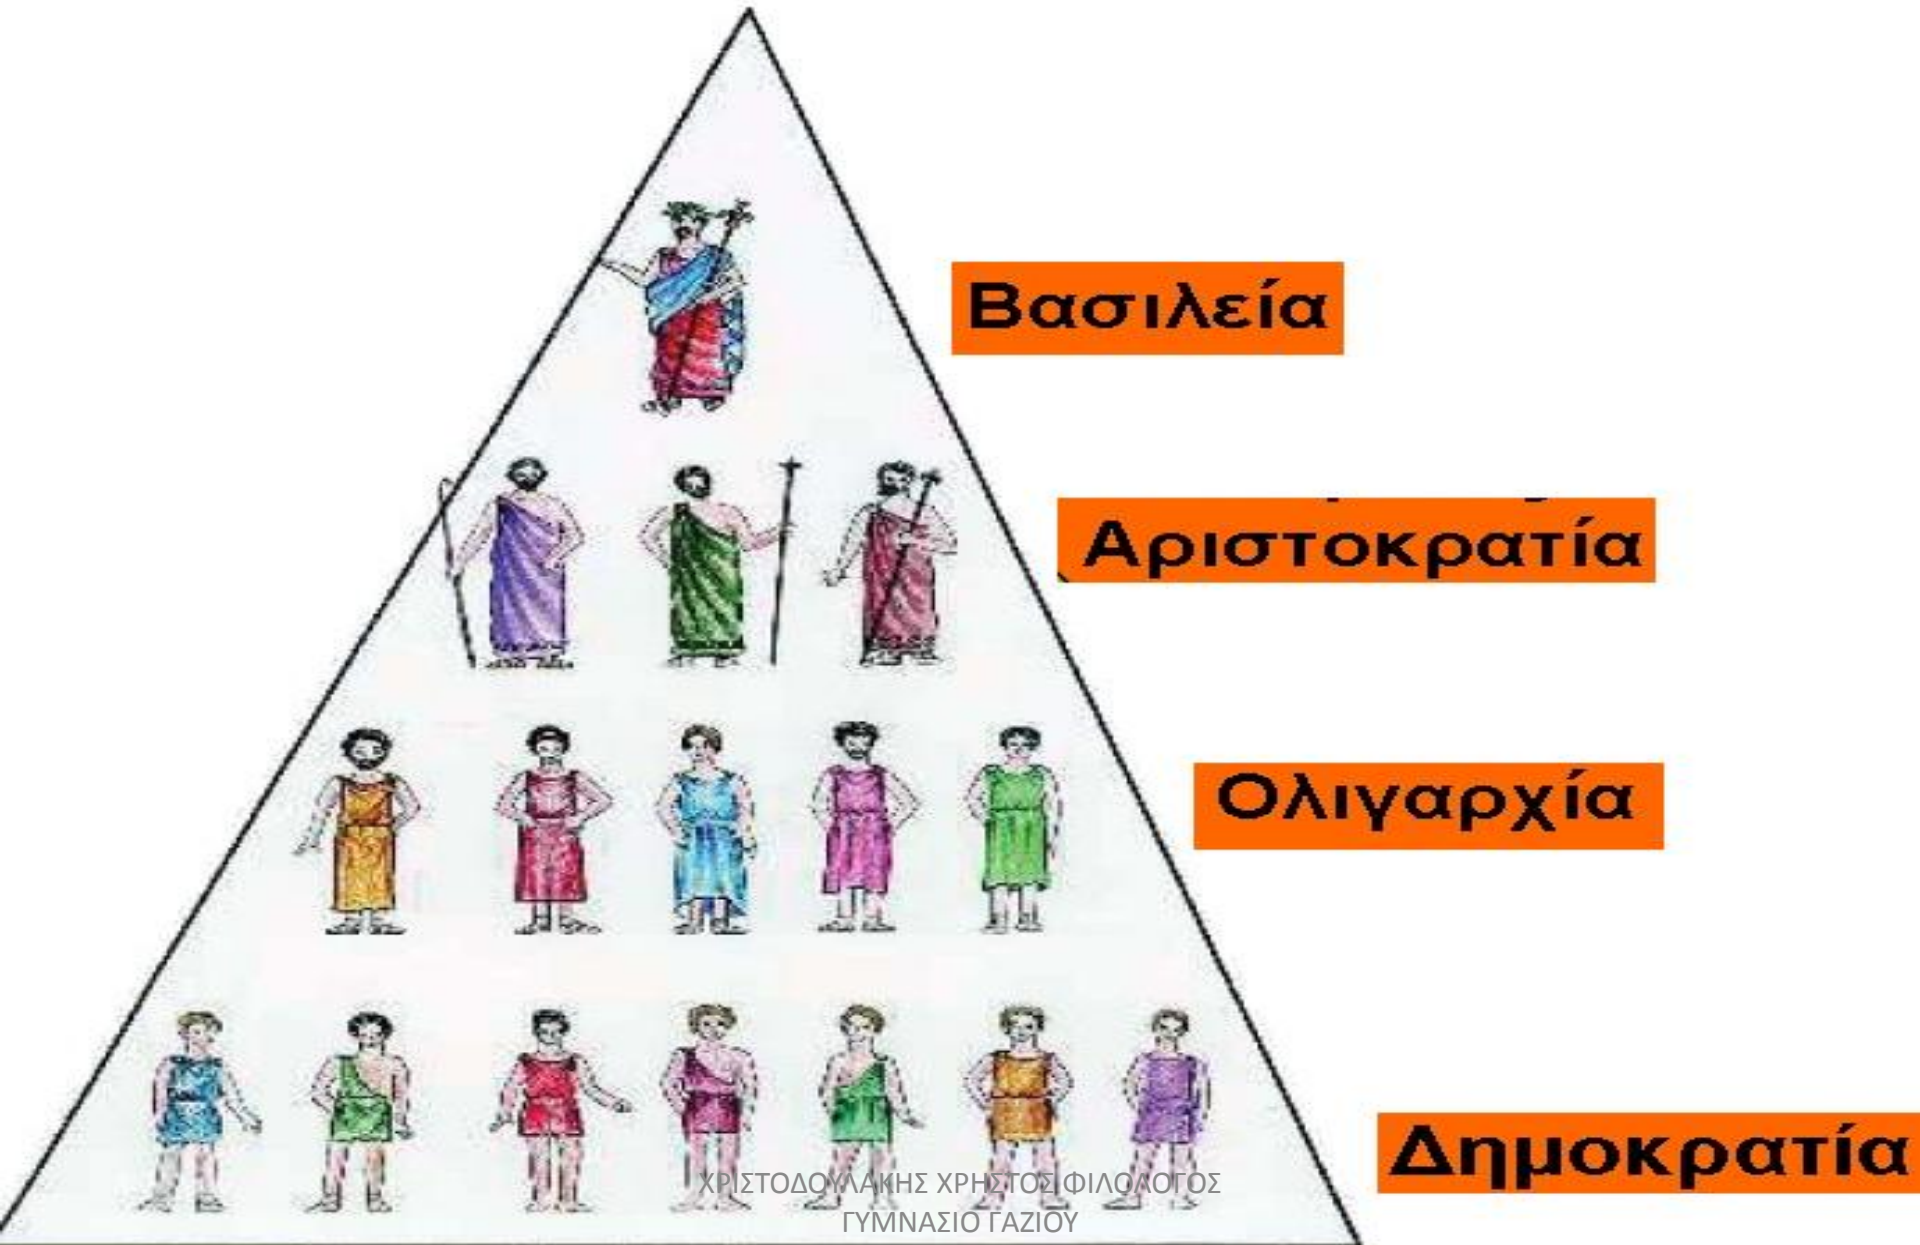 Βασιλεία
Αριστοκρατία
Ολιγαρχία
Δημοκρατία
ΧΡΙΣΤΟΔΟΥΛΑΚΗΣ ΧΡΗΣΤΟΣ ΦΙΛΟΛΟΓΟΣ
ΓΥΜΝΑΣΙΟ ΓΑΖΙΟΥ